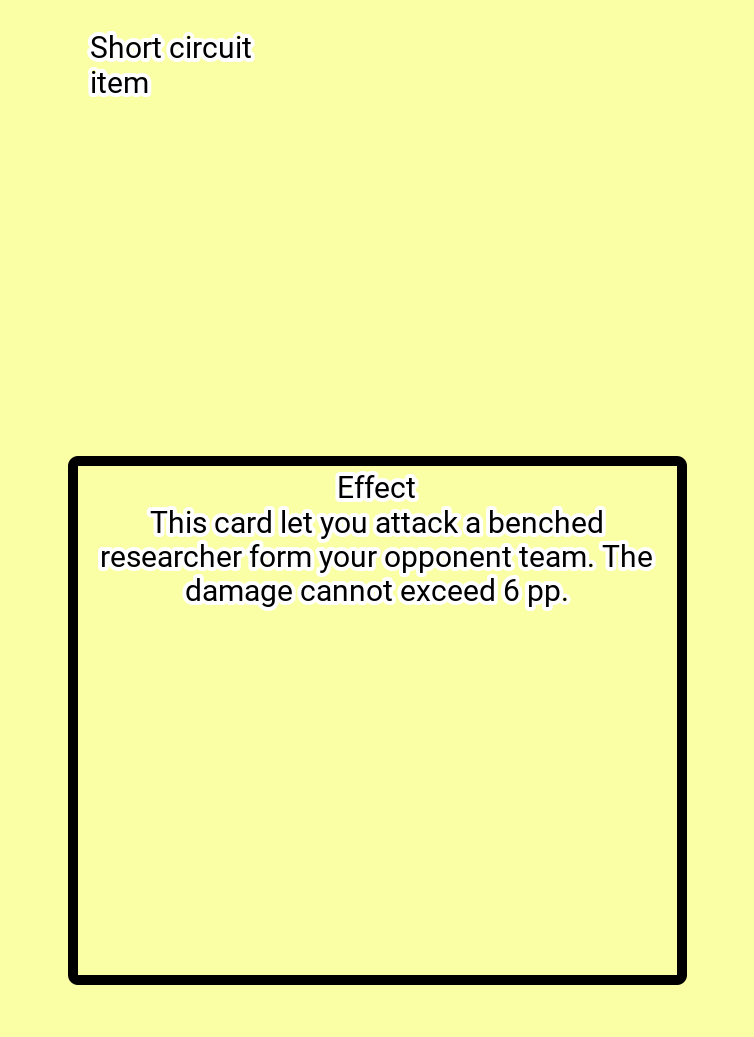 Short circuit
item
Effect
This card let you attack a benched
researcher form your opponent team. The
damage cannot exceed 6 pp.